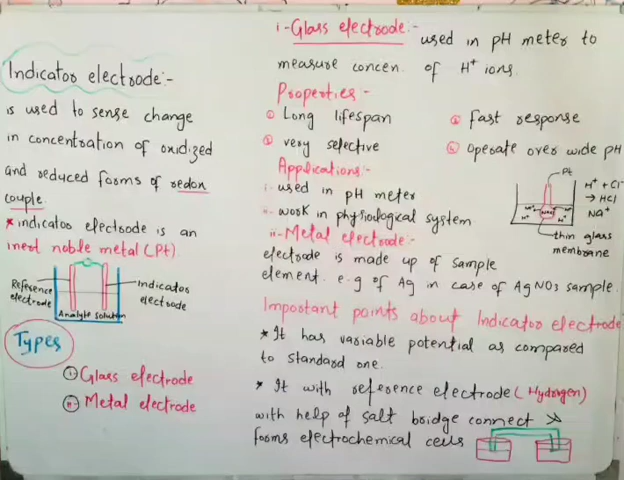 Indicator electrode:-
is used to sense change
in concentration of oxidized
and reduced forms of redox
couple.
* indicator electrode is an
inert noble metal (Pt)
Reference
electrode
Indicator
electrode
Analyte solution
Types
i Glass electrode
ii Metal electrode
i- Glass electrode:- used in pH meter to
measure concen. of H+ ions.
Properties:-
① Long lifespan
② fast response
③ very selective
④ operate over wide pH
Applications:-
i- used in pH meter
ii- work in physiological system
Pt
H+ + Cl-
→ HCl
Na+
thin glass
membrane
ii- Metal electrode:-
electrode is made up of sample
element. e.g of Ag in case of AgNO3 sample.
Important points about Indicator electrode
* It has variable potential as compared
to standard one.
* It with reference electrode (Hydrogen)
with help of salt bridge connect &
forms electrochemical cells